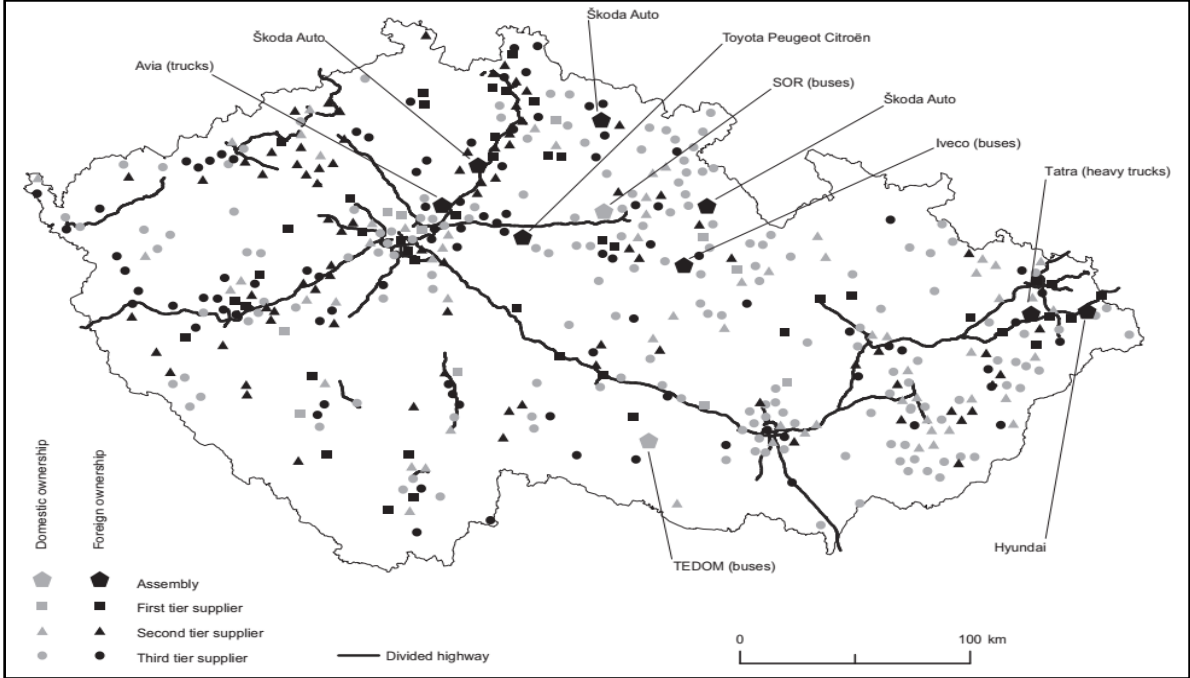 Škoda Auto
Škoda Auto
Toyota Peugeot Citroën
Avia (trucks)
SOR (buses)
Škoda Auto
Iveco (buses)
Tatra (heavy trucks)
Hyundai
TEDOM (buses)
Domestic ownership
Foreign ownership
Assembly
First tier supplier
Second tier supplier
Third tier supplier
Divided highway
0 100 km